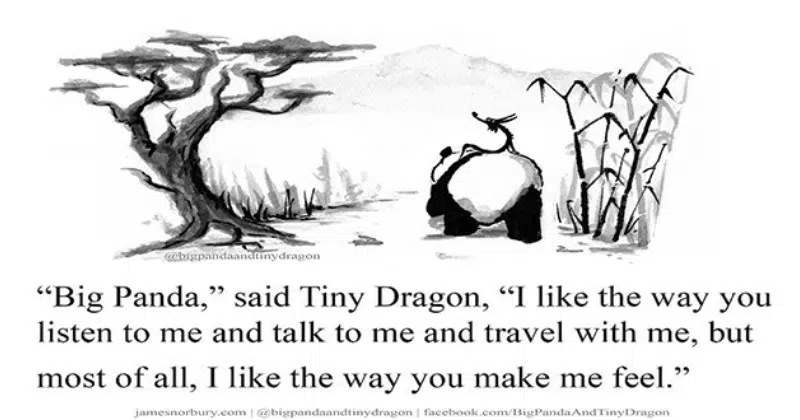 @bigpandaandtinydragon
“Big Panda,” said Tiny Dragon, “I like the way you
listen to me and talk to me and travel with me, but
most of all, I like the way you make me feel.”
jamesnorbury.com | @bigpandaandtinydragon | facebook.com/BigPandaAndTinyDragon